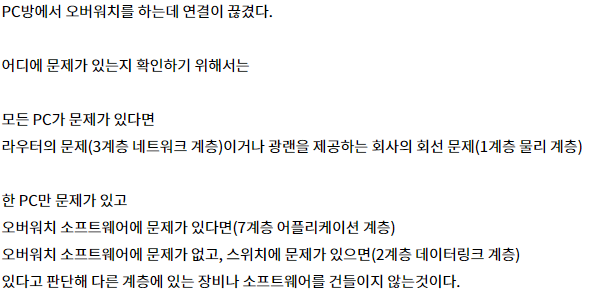 PC방에서 오버워치를 하는데 연결이 끊겼다.
어디에 문제가 있는지 확인하기 위해서는
모든 PC가 문제가 있다면
라우터의 문제(3계층 네트워크 계층)이거나 광랜을 제공하는 회사의 회선 문제(1계층 물리 계층)
한 PC만 문제가 있고
오버워치 소프트웨어에 문제가 있다면(7계층 어플리케이션 계층)
오버워치 소프트웨어에 문제가 없고, 스위치에 문제가 있으면(2계층 데이터링크 계층)
있다고 판단해 다른 계층에 있는 장비나 소프트웨어를 건들이지 않는것이다.